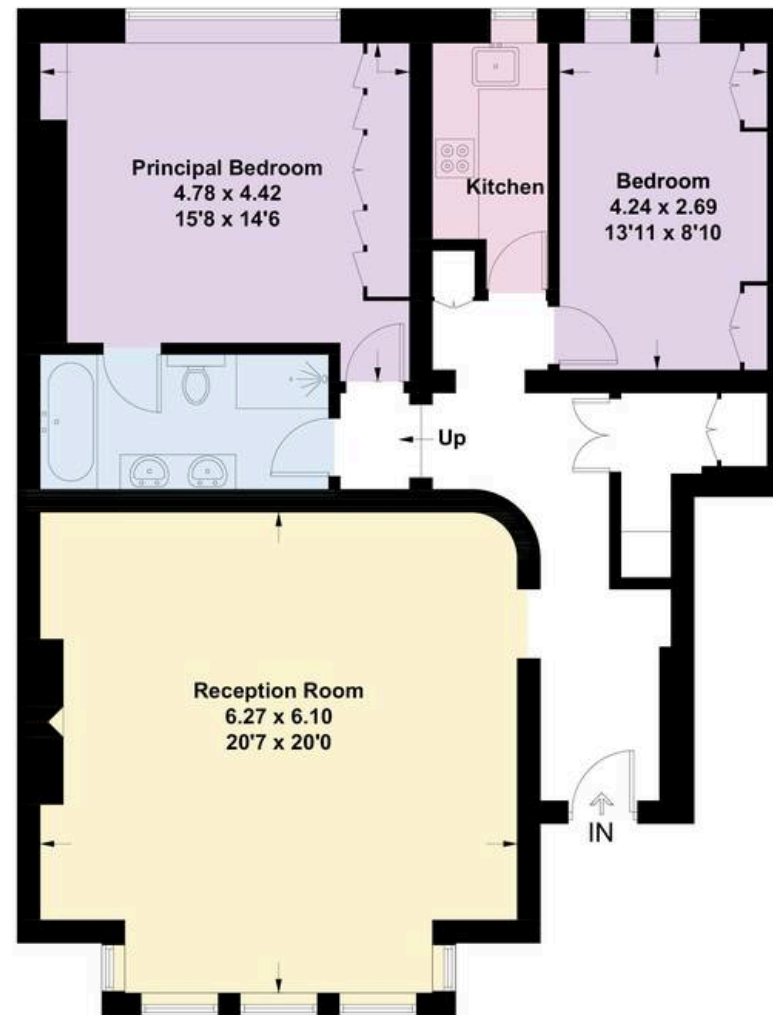 Principal Bedroom
4.78 x 4.42
15'8 x 14'6
Kitchen
Bedroom
4.24 x 2.69
13'11 x 8'10
Up
Reception Room
6.27 x 6.10
20'7 x 20'0
IN